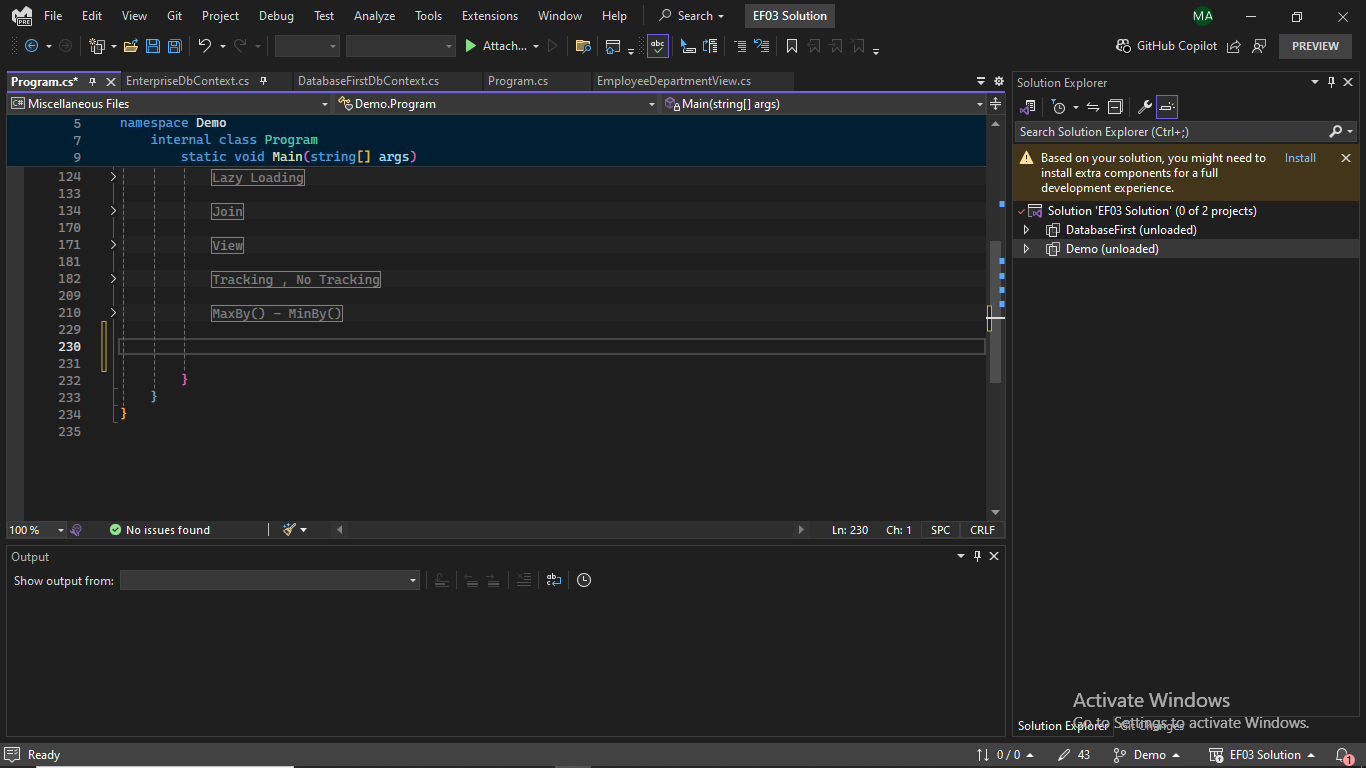 File Edit View Git Project Debug Test Analyze Tools Extensions Window Help Search EF03 Solution MA
PRE
Attach... abc GitHub Copilot PREVIEW
Program.cs* EnterpriseDbContext.cs DatabaseFirstDbContext.cs Program.cs EmployeeDepartmentView.cs
C# Miscellaneous Files Demo.Program Main(string[] args)
5 namespace Demo
7 internal class Program
9 static void Main(string[] args)
124 Lazy Loading
133
134 Join
170
171 View
181
182 Tracking , No Tracking
209
210 MaxBy() - MinBy()
229
230
231
232 }
233 }
234 }
235
100 % No issues found Ln: 230 Ch: 1 SPC CRLF
Output
Show output from:
Solution Explorer
Search Solution Explorer (Ctrl+;)
Based on your solution, you might need to Install
install extra components for a full
development experience.
Solution 'EF03 Solution' (0 of 2 projects)
DatabaseFirst (unloaded)
Demo (unloaded)
Activate Windows
Go to Settings to activate Windows.
Solution Explorer Git Changes
Ready 0 / 0 43 Demo EF03 Solution 1